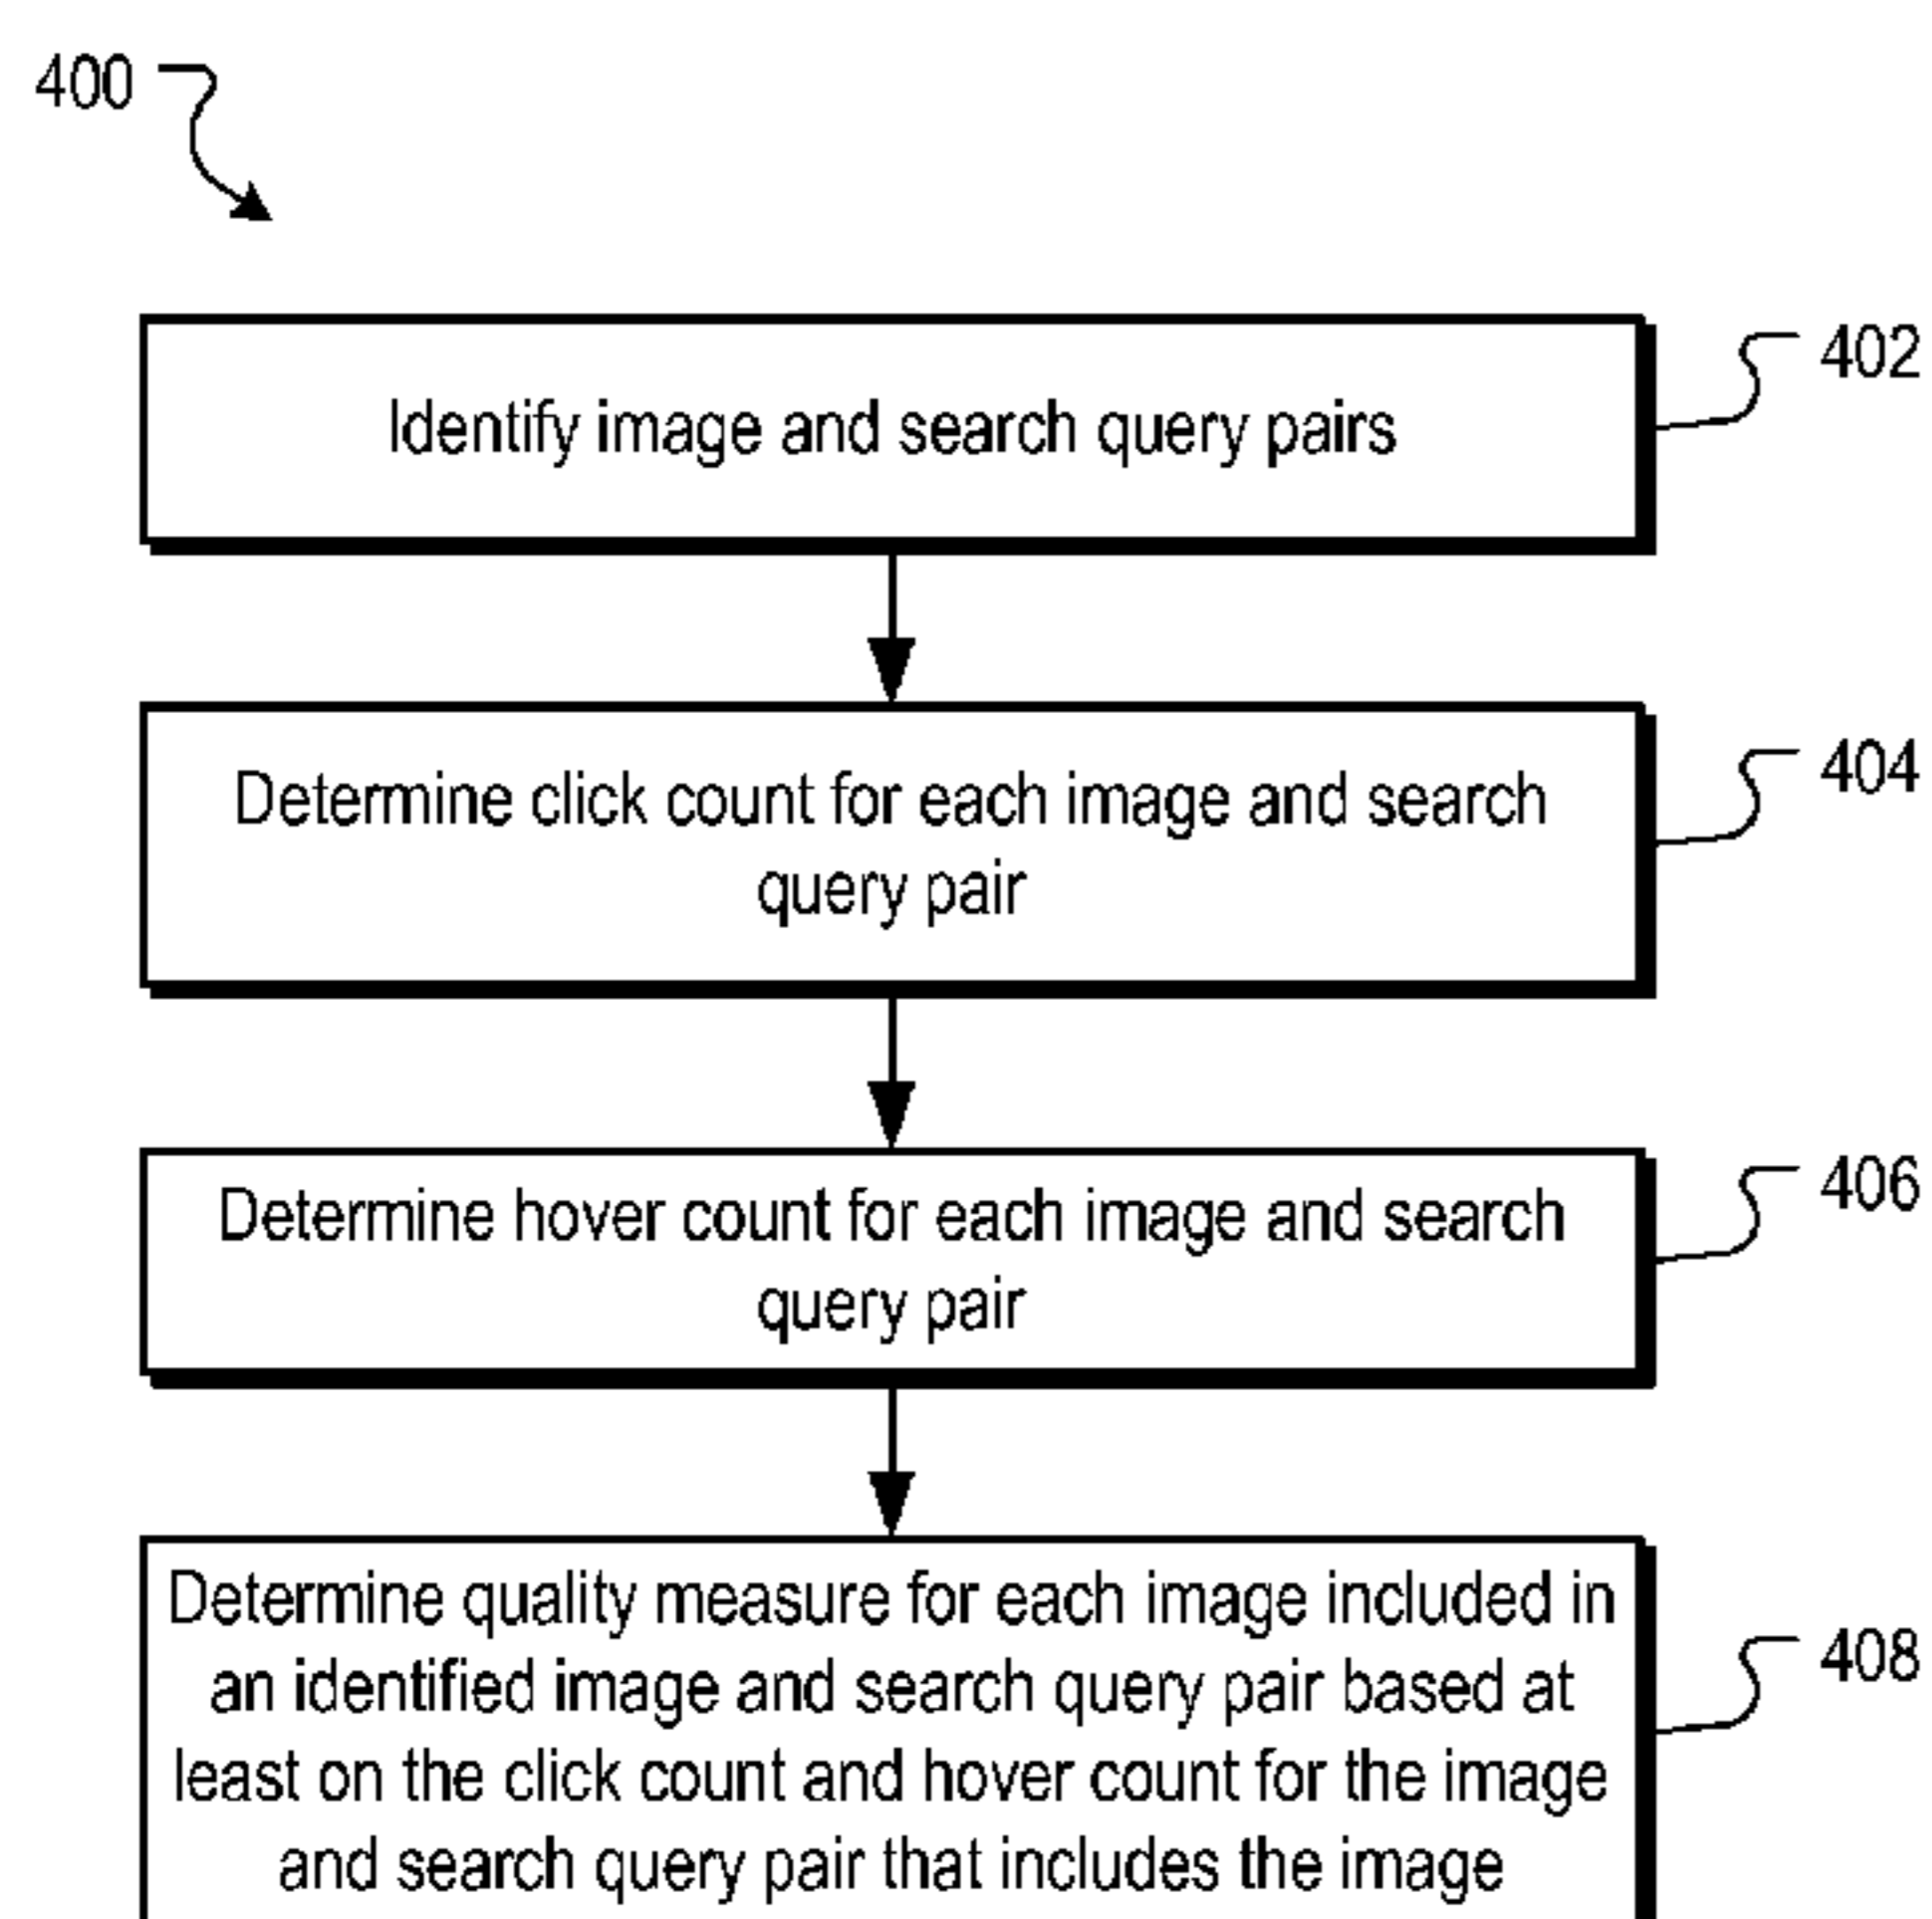 400
Identify image and search query pairs
402
Determine click count for each image and search
query pair
404
Determine hover count for each image and search
query pair
406
Determine quality measure for each image included in
an identified image and search query pair based at
least on the click count and hover count for the image
and search query pair that includes the image
408